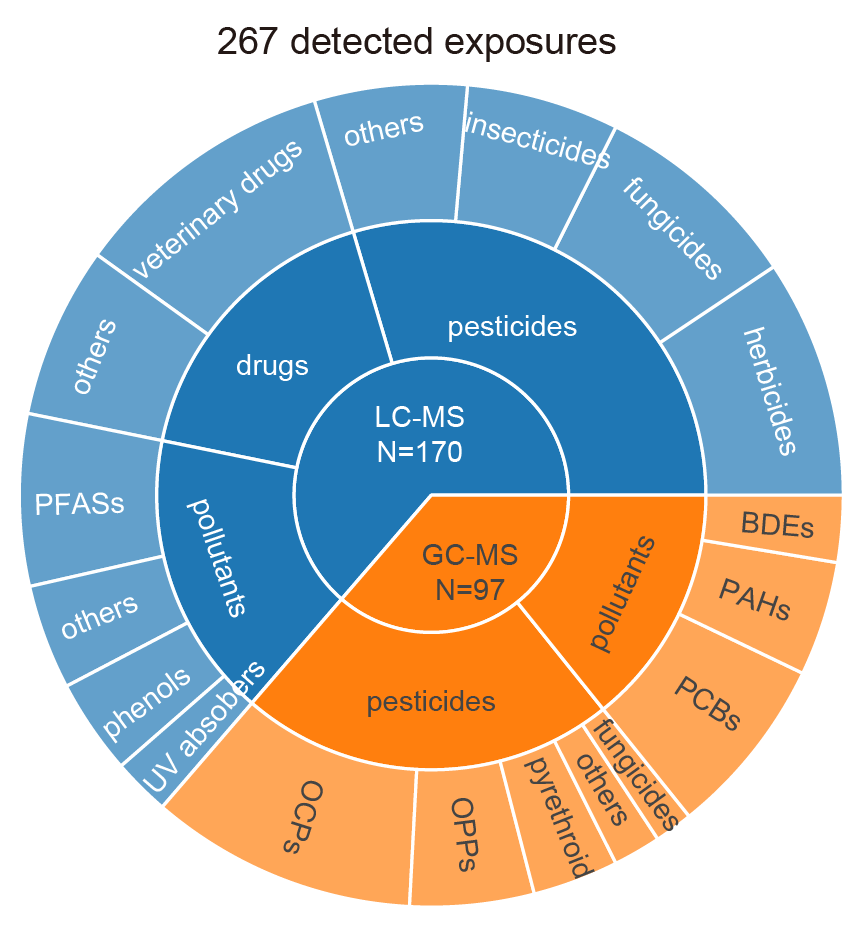 267 detected exposures
others
insecticides
veterinary drugs
fungicides
others
pesticides
herbicides
drugs
LC-MS
N=170
PFASs
pollutants
BDEs
GC-MS
N=97
pollutants
PAHs
others
phenols
UV absobers
pesticides
PCBs
OCPs
OPPs
pyrethroid
others
fungicides